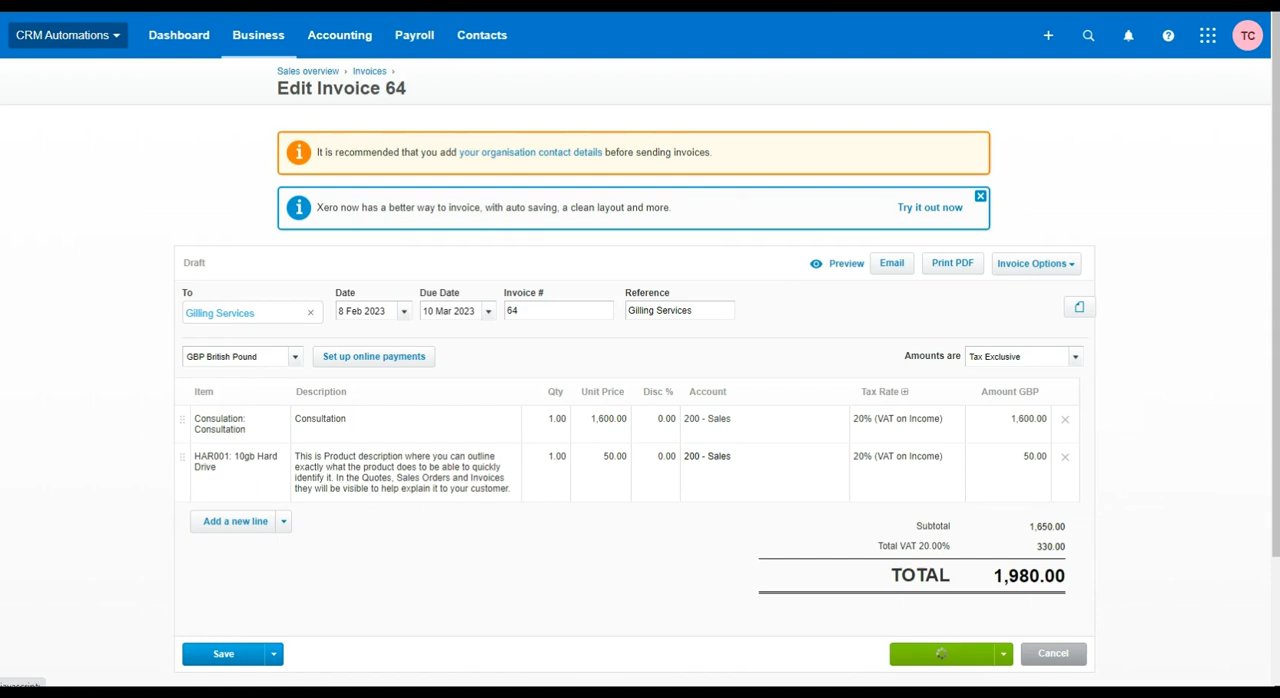 CRM Automations Dashboard Business Accounting Payroll Contacts TC
Sales overview › Invoices ›
Edit Invoice 64
It is recommended that you add your organisation contact details before sending invoices.
Xero now has a better way to invoice, with auto saving, a clean layout and more. Try it out now
Draft Preview Email Print PDF Invoice Options
To Date Due Date Invoice # Reference
Gilling Services 8 Feb 2023 10 Mar 2023 64 Gilling Services
GBP British Pound Set up online payments Amounts are Tax Exclusive
Item Description Qty Unit Price Disc % Account Tax Rate Amount GBP
Consulation: Consultation 1.00 1,600.00 0.00 200 - Sales 20% (VAT on Income) 1,600.00
Consultation
HAR001: 10gb Hard This is Product description where you can outline 1.00 50.00 0.00 200 - Sales 20% (VAT on Income) 50.00
Drive exactly what the product does to be able to quickly
identify it. In the Quotes, Sales Orders and Invoices
they will be visible to help explain it to your customer.
Add a new line
Subtotal 1,650.00
Total VAT 20.00% 330.00
TOTAL 1,980.00
Save Cancel